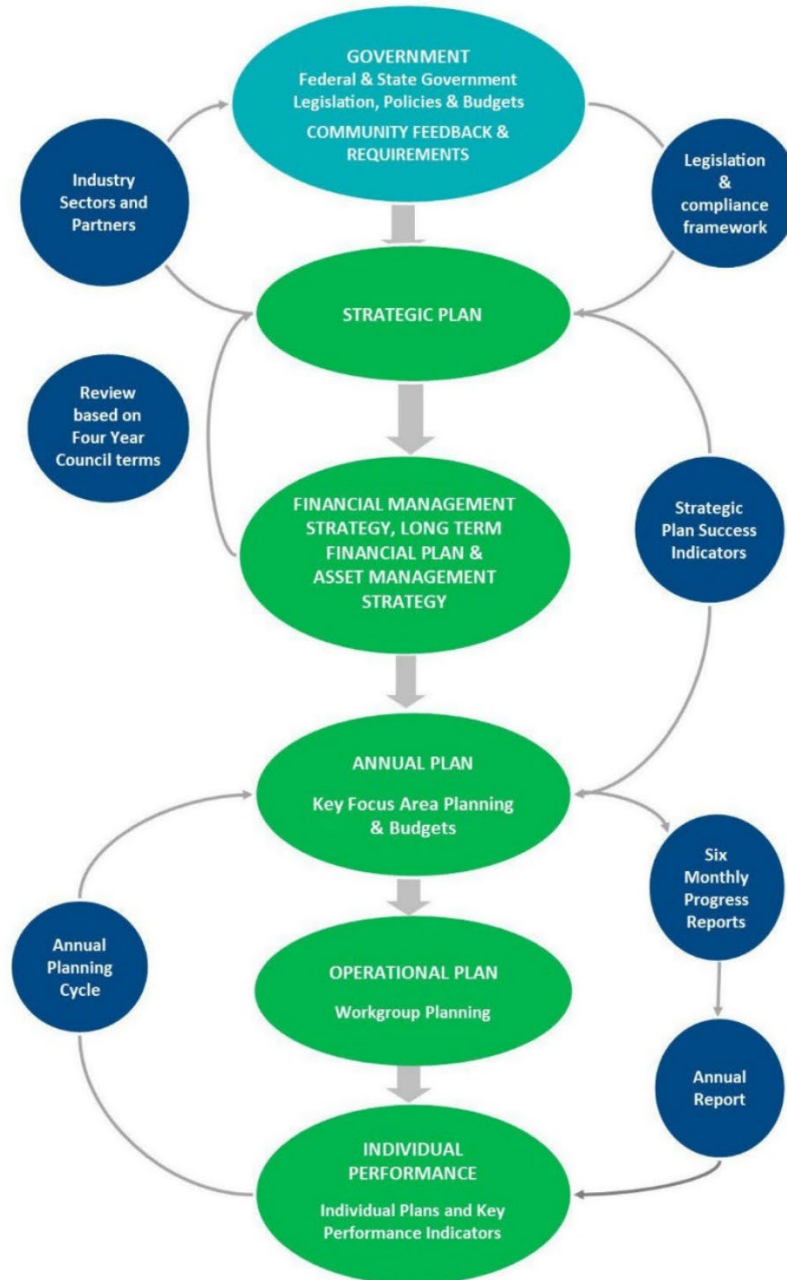 GOVERNMENT
Federal & State Government
Legislation, Policies & Budgets
COMMUNITY FEEDBACK &
REQUIREMENTS
Industry
Sectors and
Partners
Legislation
&
compliance
framework
STRATEGIC PLAN
Review
based on
Four Year
Council terms
FINANCIAL MANAGEMENT
STRATEGY, LONG TERM
FINANCIAL PLAN &
ASSET MANAGEMENT
STRATEGY
Strategic
Plan Success
Indicators
ANNUAL PLAN
Key Focus Area Planning
& Budgets
Six
Monthly
Progress
Reports
Annual
Planning
Cycle
OPERATIONAL PLAN
Workgroup Planning
Annual
Report
INDIVIDUAL
PERFORMANCE
Individual Plans and Key
Performance Indicators